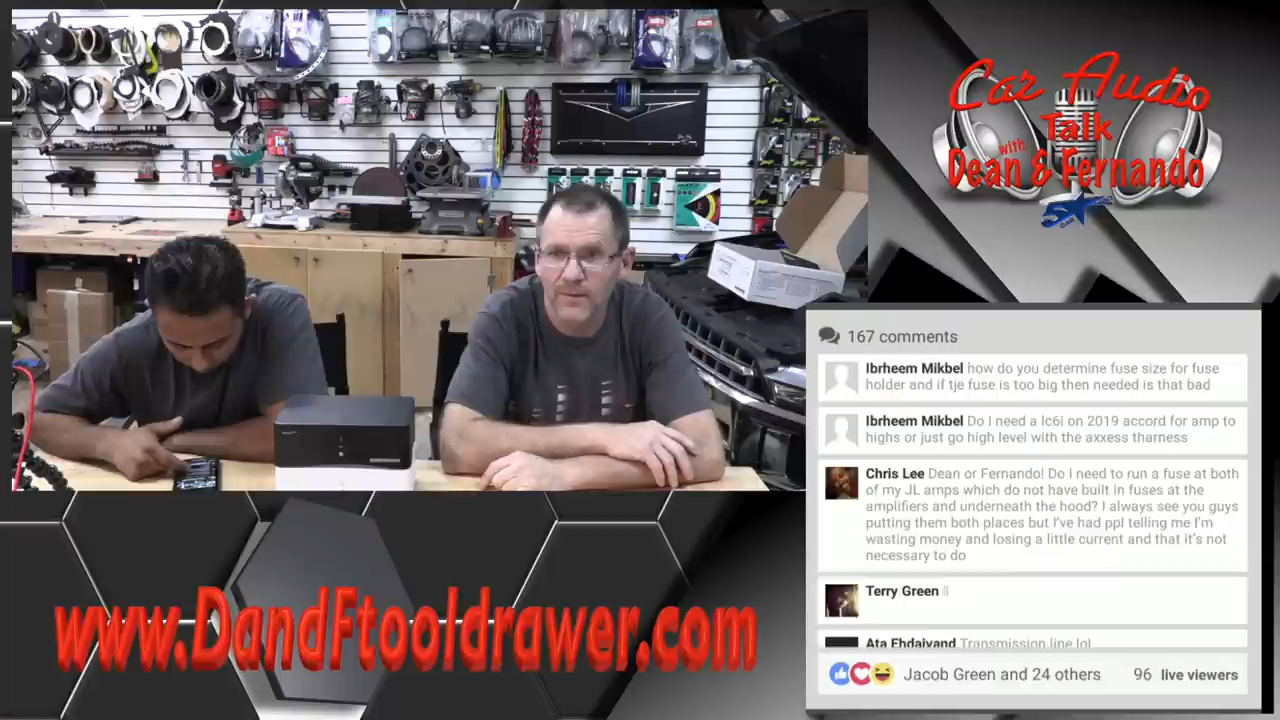 Car Audio
Talk
with
Dean & Fernando
167 comments
Ibrheem Mikbel how do you determine fuse size for fuse
holder and if tje fuse is too big then needed is that bad
Ibrheem Mikbel Do I need a lc6i on 2019 accord for amp to
highs or just go high level with the axxess tharness
Chris Lee Dean or Fernando! Do I need to run a fuse at both
of my JL amps which do not have built in fuses at the
amplifiers and underneath the hood? I always see you guys
putting them both places but I've had ppl telling me I'm
wasting money and losing a little current and that it's not
necessary to do
Terry Green
Ata Ehdaivand Transmission line lol
Jacob Green and 24 others
96 live viewers
www.DandFtooldrawer.com